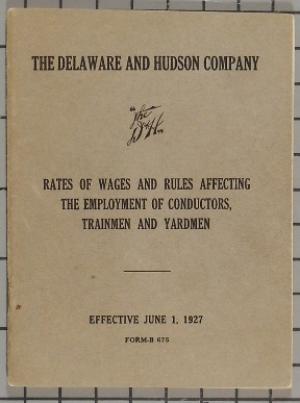 THE DELAWARE AND HUDSON COMPANY
"The
D&H"
RATES OF WAGES AND RULES AFFECTING
THE EMPLOYMENT OF CONDUCTORS,
TRAINMEN AND YARDMEN
EFFECTIVE JUNE 1, 1927
FORM-B 675